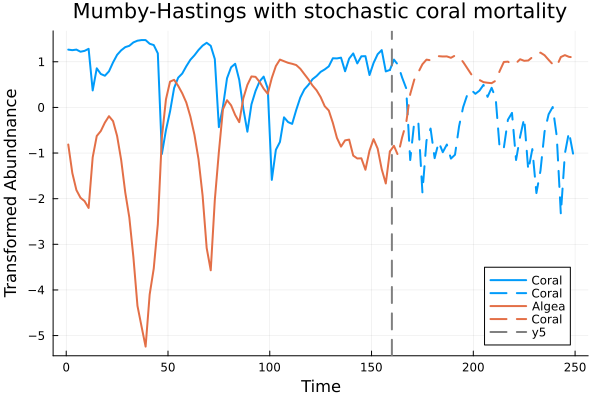 Mumby-Hastings with stochastic coral mortality
Transformed Abundnance
1
0
−1
−2
−3
−4
−5
0 50 100 150 200 250
Time
Coral
Coral
Algea
Coral
y5